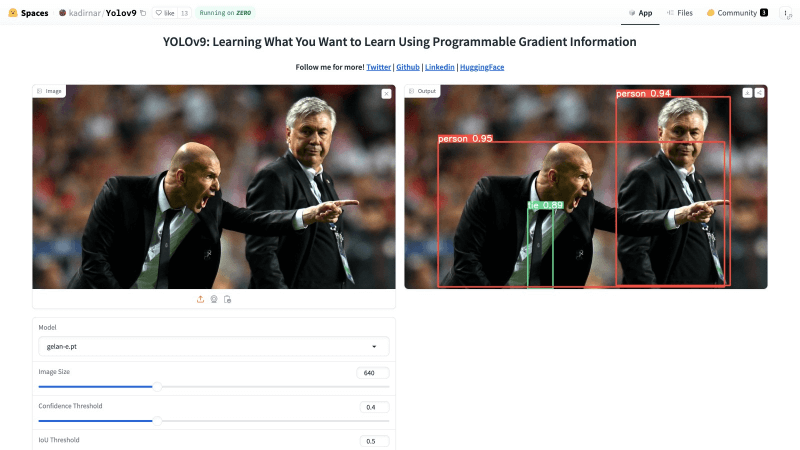 Spaces
kadirnar/Yolov9
like 13
Running on ZERO
App
Files
Community 3
YOLOv9: Learning What You Want to Learn Using Programmable Gradient Information
Follow me for more! Twitter | Github | Linkedin | HuggingFace
Image
Output
person 0.94
person 0.95
tie 0.89
Model
gelan-e.pt
Image Size
640
Confidence Threshold
0.4
IoU Threshold
0.5